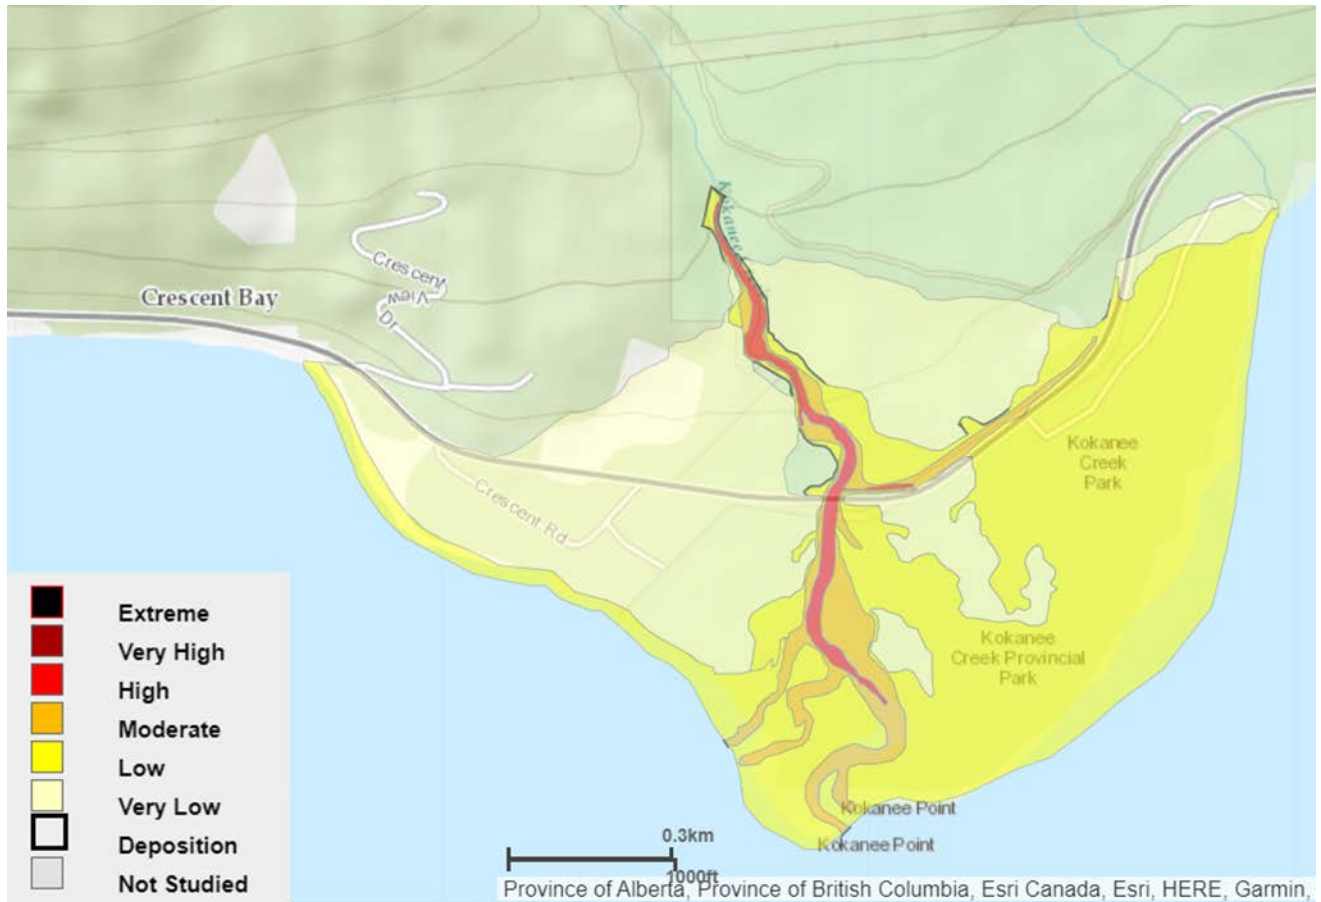 Kokanee
Crescent
View
Dr
Crescent Bay
Kokanee
Creek
Park
Crescent Rd
Kokanee
Creek Provincial
Park
Kokanee Point
Kokanee Point
Extreme
Very High
High
Moderate
Low
Very Low
Deposition
Not Studied
0.3km
1000ft
Province of Alberta, Province of British Columbia, Esri Canada, Esri, HERE, Garmin,